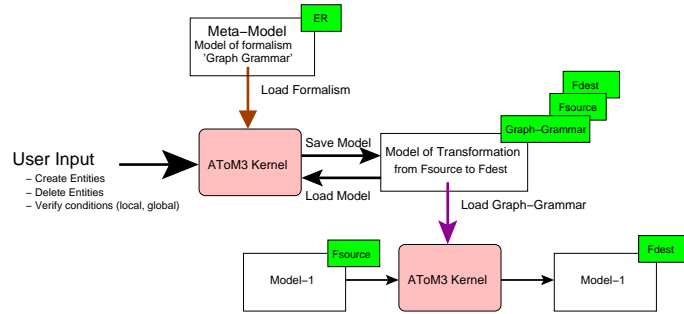 ER
Meta−Model
Model of formalism
'Graph Grammar'
Load Formalism
Fdest
Fsource
Graph−Grammar
User Input
− Create Entities
− Delete Entities
− Verify conditions (local, global)
AToM3 Kernel
Save Model
Load Model
Model of Transformation
from Fsource to Fdest
Load Graph−Grammar
Fsource
Model−1
AToM3 Kernel
Fdest
Model−1